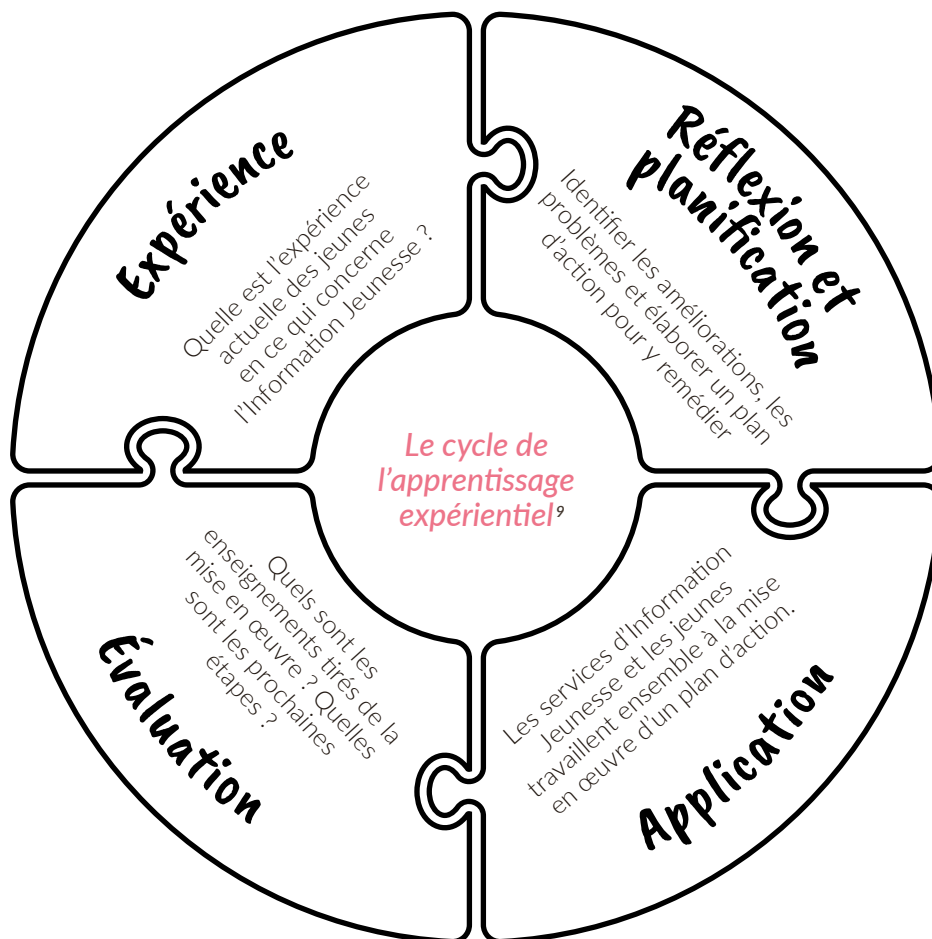 Expérience
Quelle est l'expérience
actuelle des jeunes
en ce qui concerne
l'Information Jeunesse ?
Réflexion et
planification
Identifier les améliorations, les
problèmes et élaborer un plan
d'action pour y remédier
Le cycle de
l'apprentissage
expérientiel⁹
Les services d'Information
Jeunesse et les jeunes
travaillent ensemble à la mise
en œuvre d'un plan d'action.
Application
Quels sont les
enseignements tirés de la
mise en œuvre ? Quelles
sont les prochaines
étapes ?
Évaluation